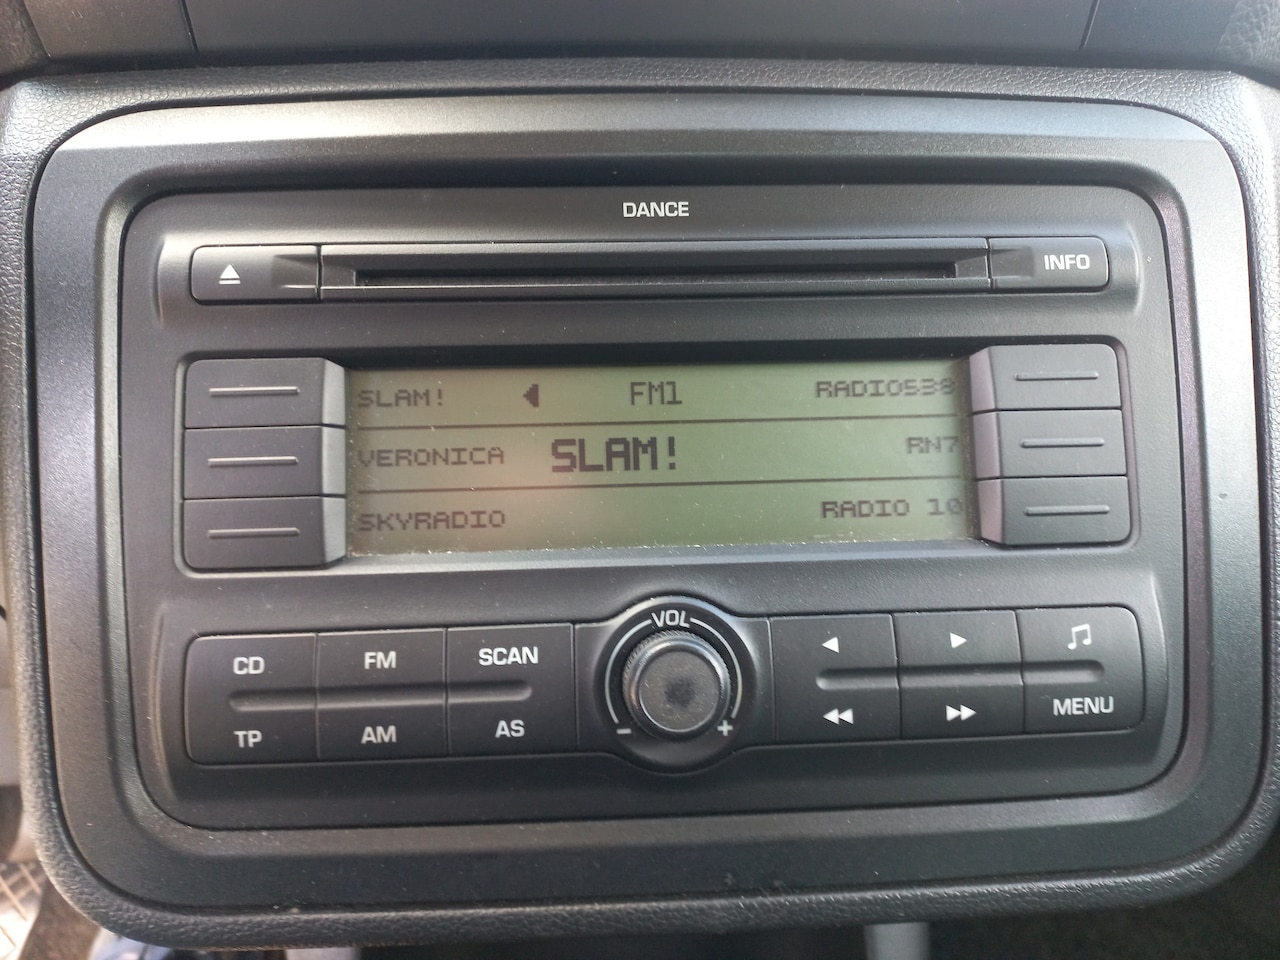 DANCE
INFO
SLAM! FM1 RADIO538
VERONICA SLAM! RN7
SKYRADIO RADIO 10
VOL
CD FM SCAN
MENU
TP AM AS